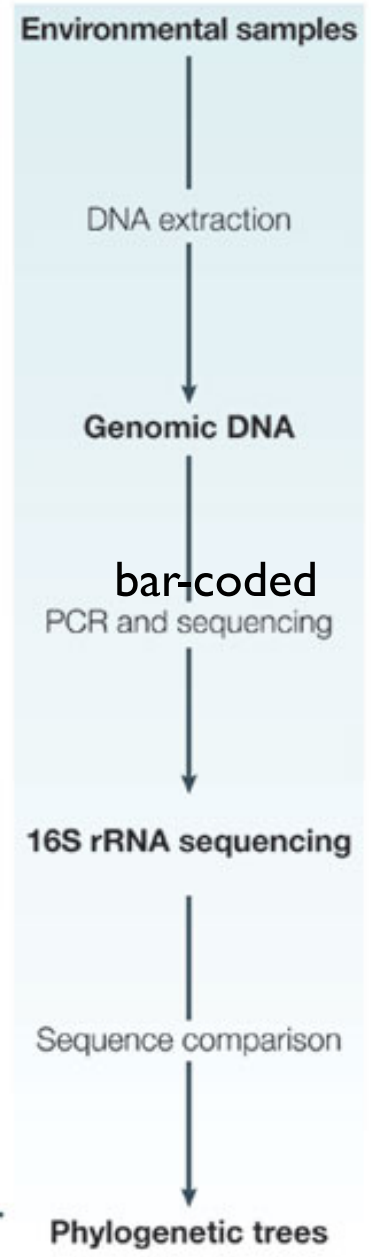 Environmental samples
DNA extraction
Genomic DNA
bar-coded
PCR and sequencing
16S rRNA sequencing
Sequence comparison
Phylogenetic trees